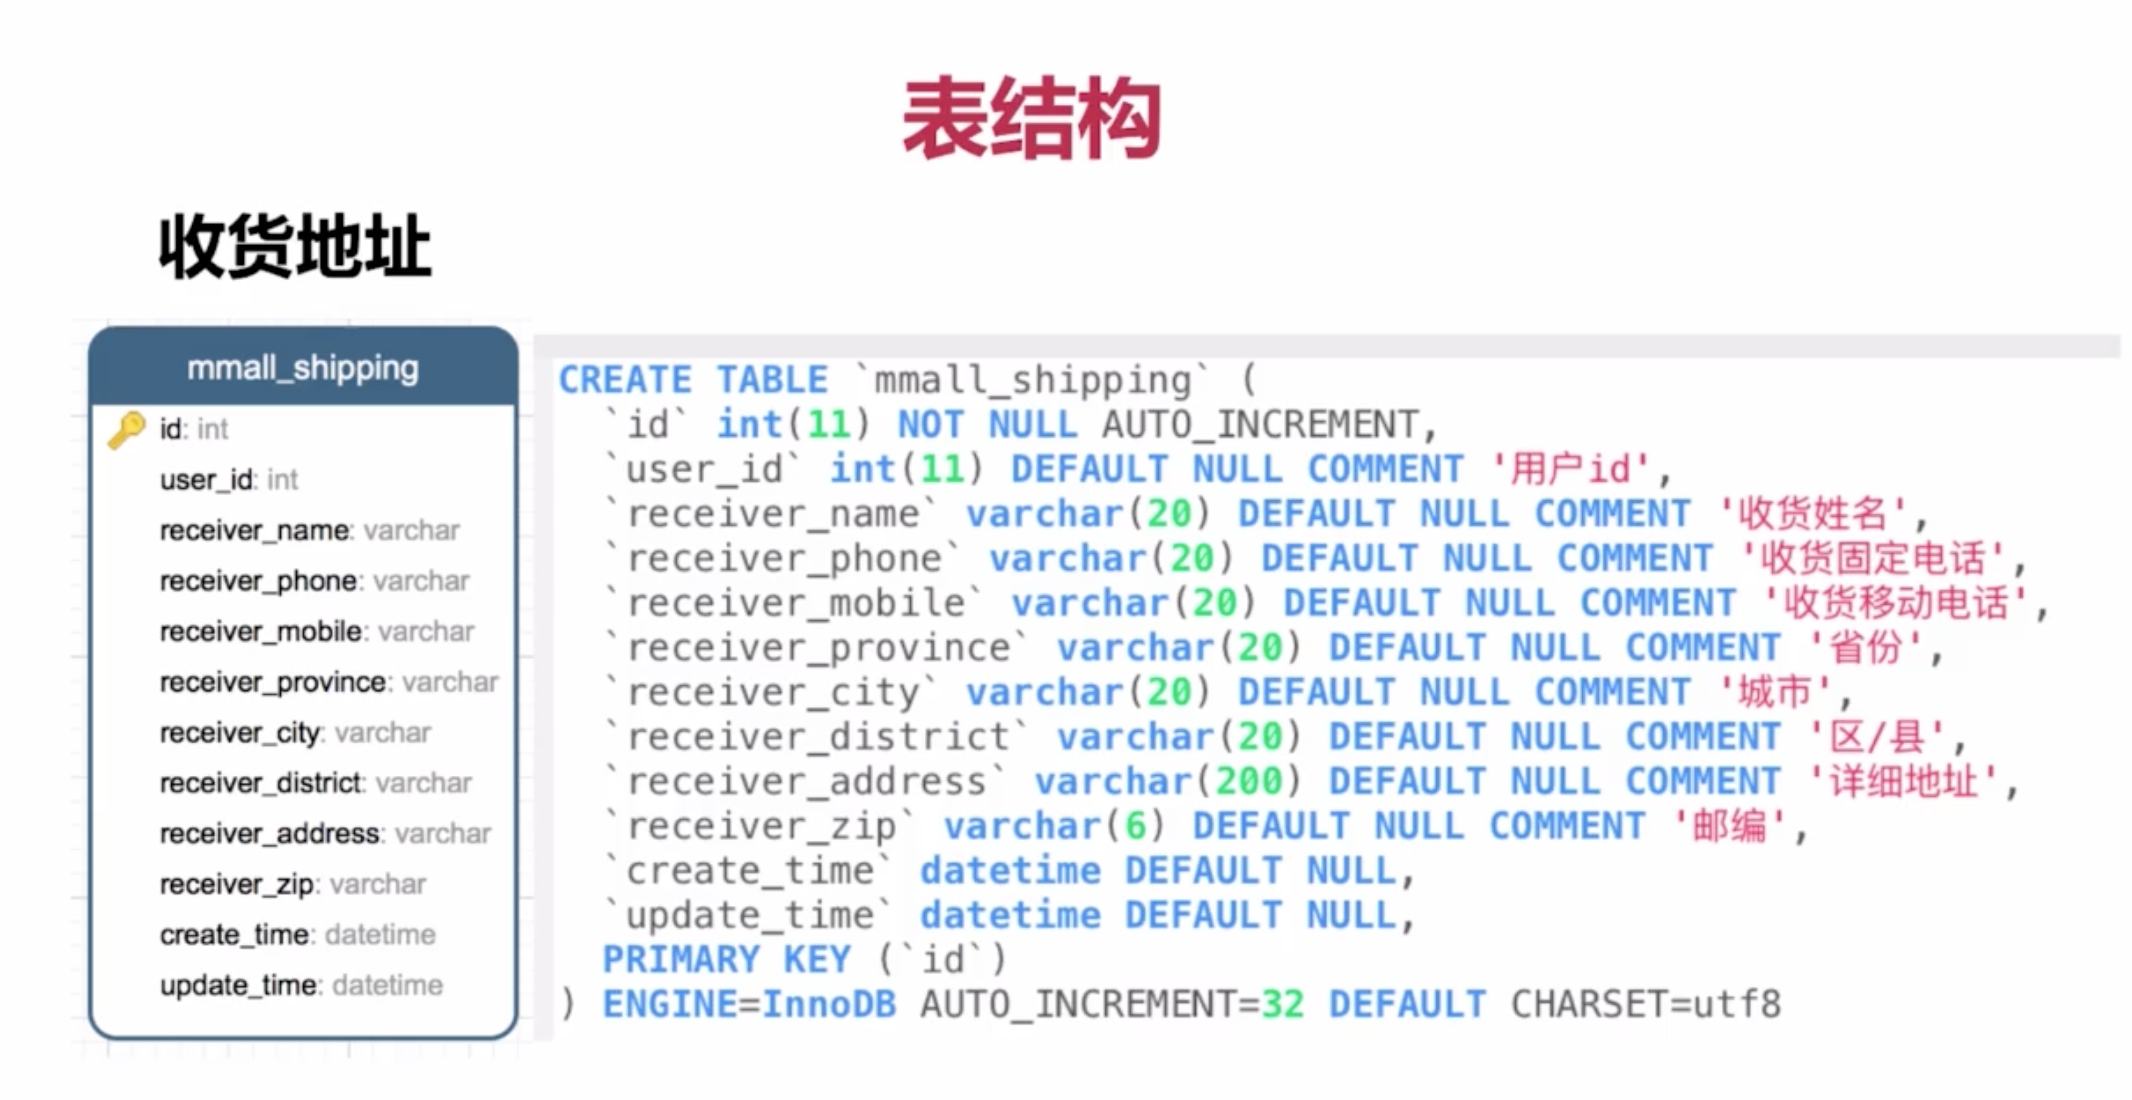 表结构
收货地址
mmall_shipping
id: int
user_id: int
receiver_name: varchar
receiver_phone: varchar
receiver_mobile: varchar
receiver_province: varchar
receiver_city: varchar
receiver_district: varchar
receiver_address: varchar
receiver_zip: varchar
create_time: datetime
update_time: datetime
CREATE TABLE `mmall_shipping` (
`id` int(11) NOT NULL AUTO_INCREMENT,
`user_id` int(11) DEFAULT NULL COMMENT '用户id',
`receiver_name` varchar(20) DEFAULT NULL COMMENT '收货姓名',
`receiver_phone` varchar(20) DEFAULT NULL COMMENT '收货固定电话',
`receiver_mobile` varchar(20) DEFAULT NULL COMMENT '收货移动电话',
`receiver_province` varchar(20) DEFAULT NULL COMMENT '省份',
`receiver_city` varchar(20) DEFAULT NULL COMMENT '城市',
`receiver_district` varchar(20) DEFAULT NULL COMMENT '区/县',
`receiver_address` varchar(200) DEFAULT NULL COMMENT '详细地址',
`receiver_zip` varchar(6) DEFAULT NULL COMMENT '邮编',
`create_time` datetime DEFAULT NULL,
`update_time` datetime DEFAULT NULL,
PRIMARY KEY (`id`)
) ENGINE=InnoDB AUTO_INCREMENT=32 DEFAULT CHARSET=utf8